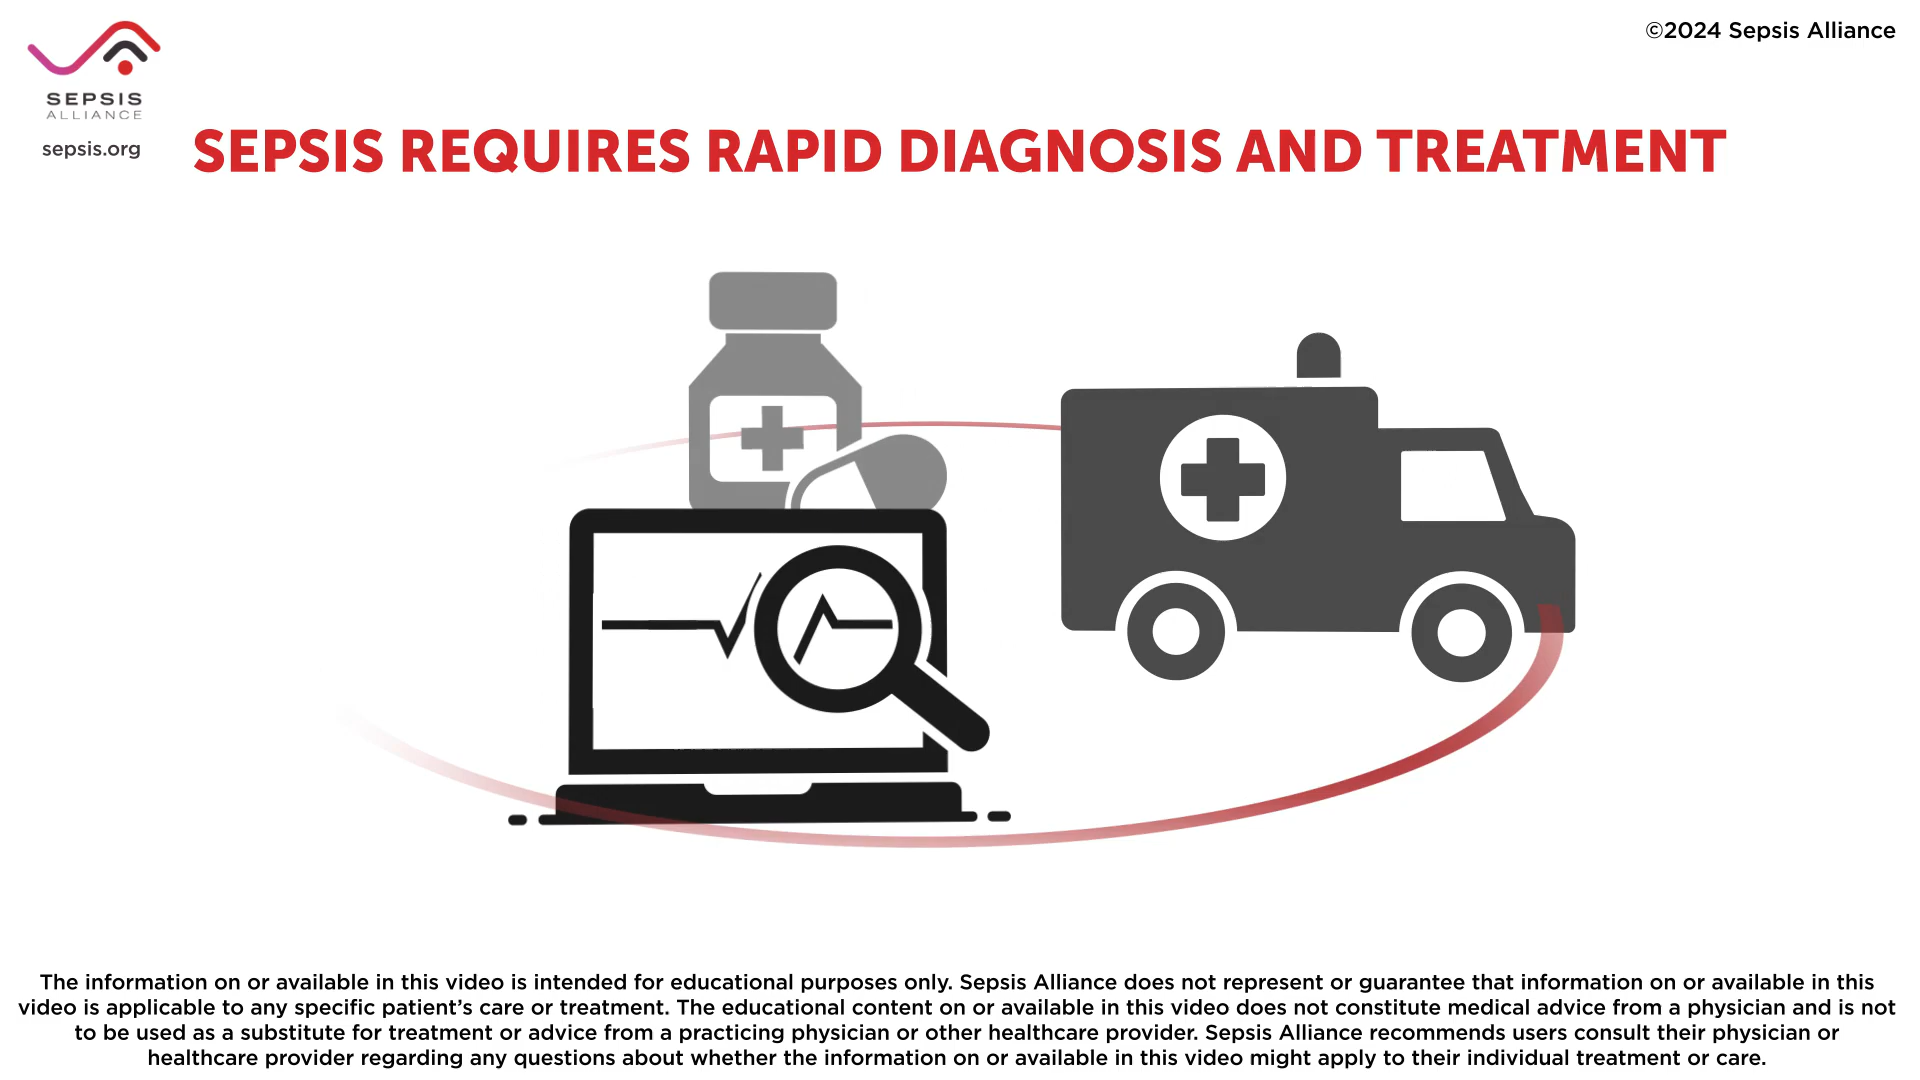 ©2024 Sepsis Alliance
SEPSIS
ALLIANCE
sepsis.org
SEPSIS REQUIRES RAPID DIAGNOSIS AND TREATMENT
The information on or available in this video is intended for educational purposes only. Sepsis Alliance does not represent or guarantee that information on or available in this
video is applicable to any specific patient’s care or treatment. The educational content on or available in this video does not constitute medical advice from a physician and is not
to be used as a substitute for treatment or advice from a practicing physician or other healthcare provider. Sepsis Alliance recommends users consult their physician or
healthcare provider regarding any questions about whether the information on or available in this video might apply to their individual treatment or care.